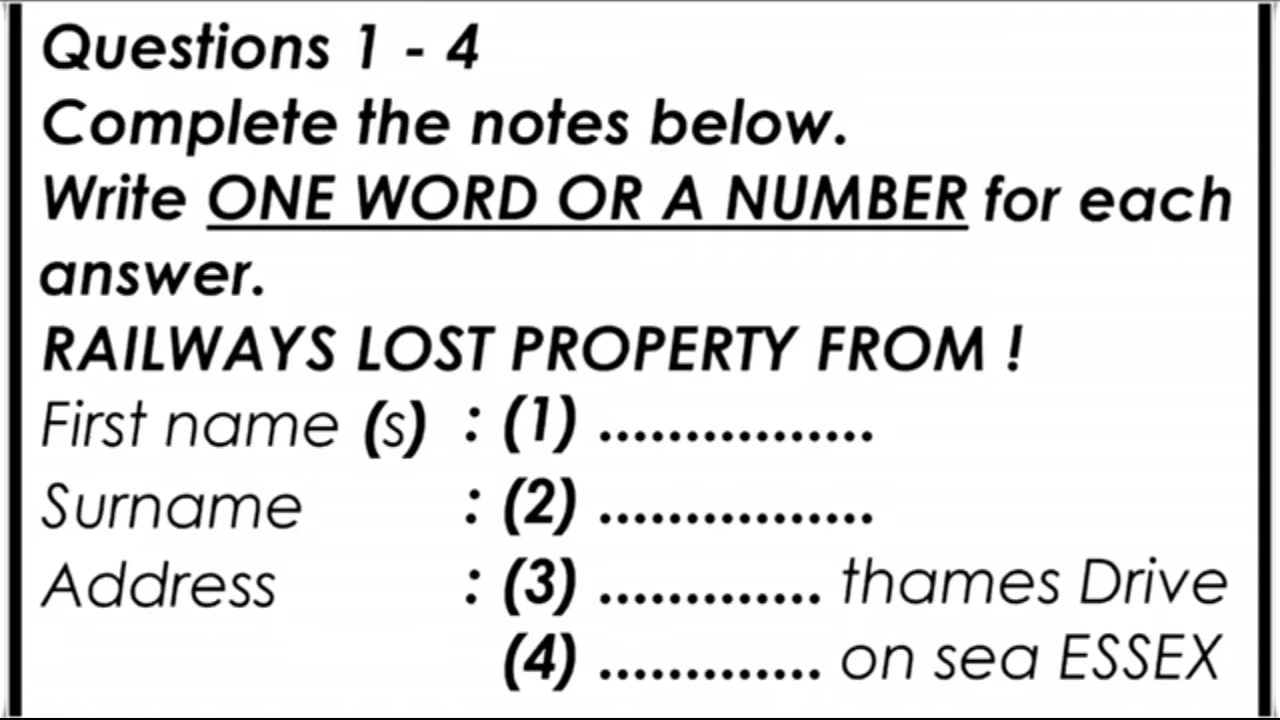 Questions 1 - 4
Complete the notes below.
Write ONE WORD OR A NUMBER for each
answer.
RAILWAYS LOST PROPERTY FROM !
First name (s) : (1) ................
Surname : (2) ................
Address : (3) ............. thames Drive
(4) ............. on sea ESSEX